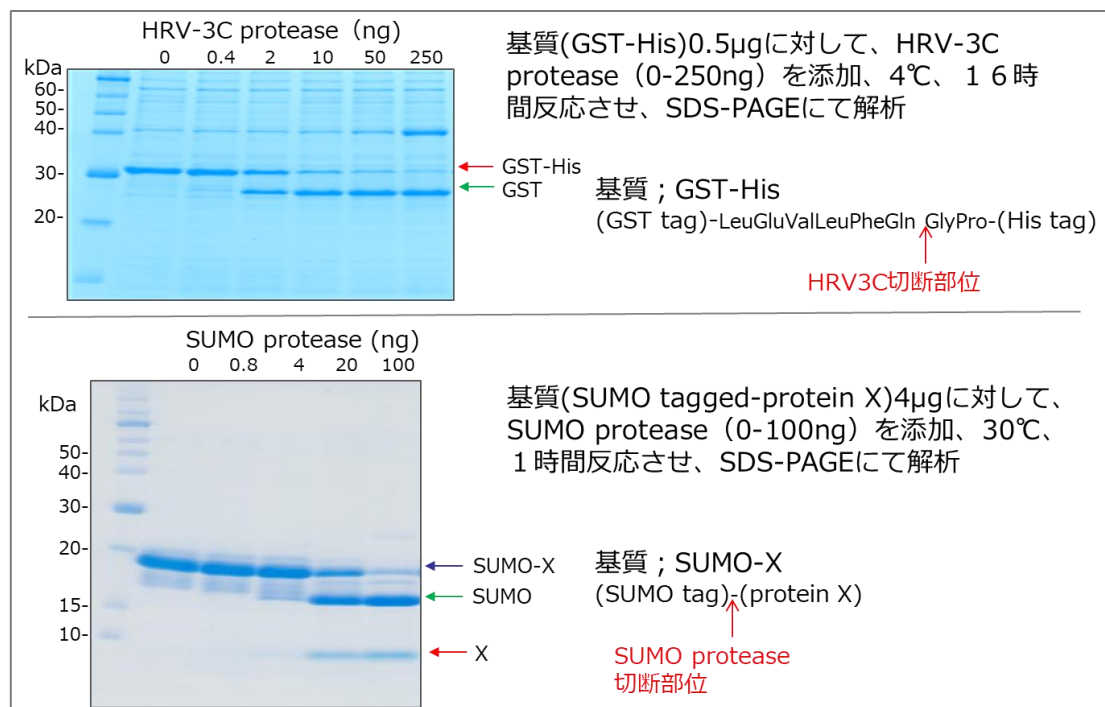 HRV-3C protease（ng）
0 0.4 2 10 50 250
kDa
60-
50-
40-
30-
20-
GST-His
GST
基質(GST-His)0.5µgに対して、HRV-3C
protease（0-250ng）を添加、4℃、１６時
間反応させ、SDS-PAGEにて解析
基質；GST-His
(GST tag)-LeuGluValLeuPheGln GlyPro-(His tag)
HRV3C切断部位
SUMO protease (ng)
0 0.8 4 20 100
kDa
50-
40-
30-
20-
15-
10-
SUMO-X
SUMO
X
基質(SUMO tagged-protein X)4µgに対して、
SUMO protease（0-100ng）を添加、30℃、
１時間反応させ、SDS-PAGEにて解析
基質；SUMO-X
(SUMO tag)-(protein X)
SUMO protease
切断部位